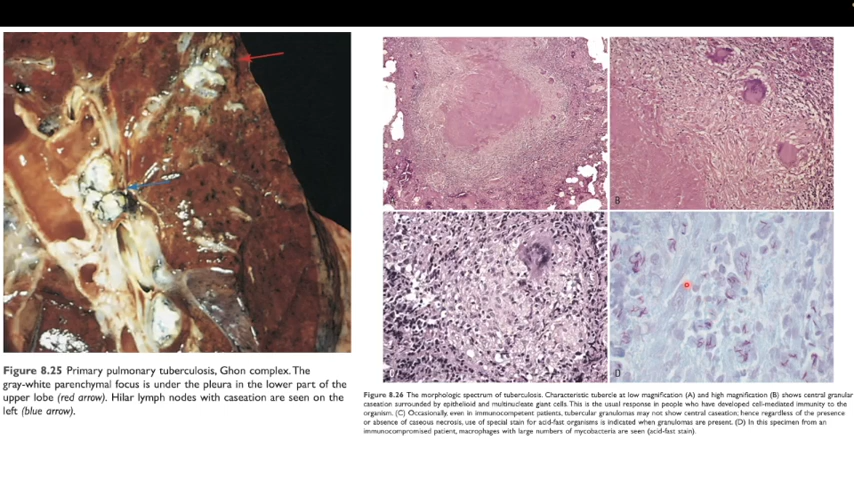 Figure 8.25 Primary pulmonary tuberculosis, Ghon complex. The
gray-white parenchymal focus is under the pleura in the lower part of the
upper lobe (red arrow). Hilar lymph nodes with caseation are seen on the
left (blue arrow).
B
D
Figure 8.26 The morphologic spectrum of tuberculosis. Characteristic tubercle at low magnification (A) and high magnification (B) shows central granular
caseation surrounded by epithelioid and multinucleate giant cells. This is the usual response in people who have developed cell-mediated immunity to the
organism. (C) Occasionally, even in immunocompetent patients, tubercular granulomas may not show central caseation; hence regardless of the presence
or absence of caseous necrosis, use of special stain for acid-fast organisms is indicated when granulomas are present. (D) In this specimen from an
immunocompromised patient, macrophages with large numbers of mycobacteria are seen (acid-fast stain).